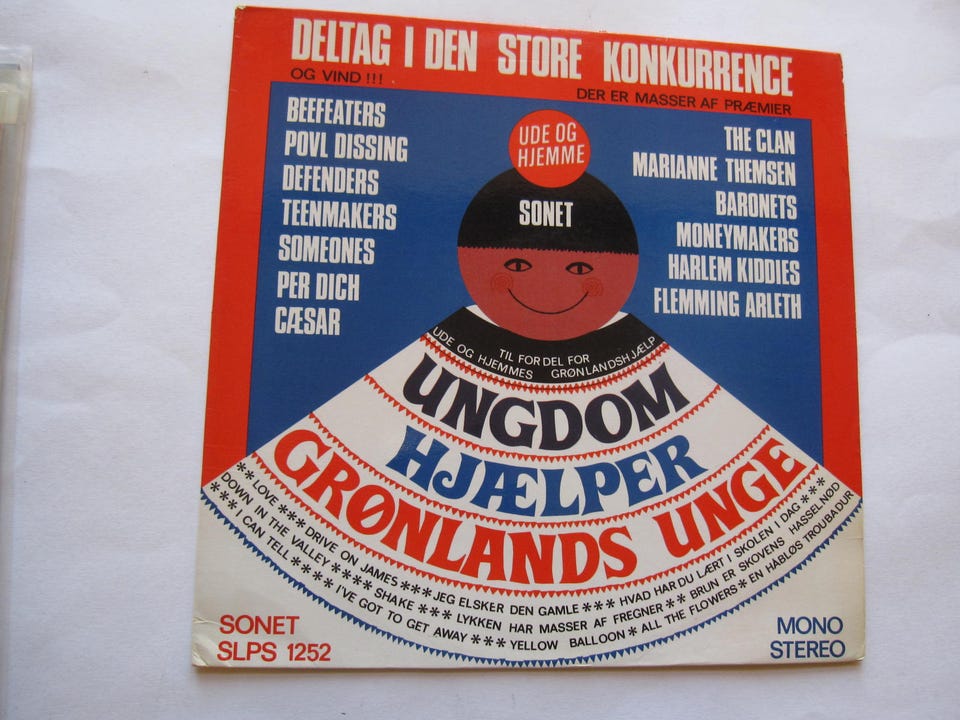 DELTAG I DEN STORE KONKURRENCE
OG VIND !!!
DER ER MASSER AF PRÆMIER
BEEFEATERS
POVL DISSING
DEFENDERS
TEENMAKERS
SOMEONES
PER DICH
CÆSAR
UDE OG
HJEMME
SONET
THE CLAN
MARIANNE THEMSEN
BARONETS
MONEYMAKERS
HARLEM KIDDIES
FLEMMING ARLETH
TIL FORDEL FOR
UDE OG HJEMMES GRØNLANDSHJÆLP
UNGDOM
HJÆLPER
GRØNLANDS UNGE
** LOVE *** DRIVE ON JAMES *** JEG ELSKER DEN GAMLE *** HVAD HAR DU LÆRT I SKOLEN I DAG ***
DOWN IN THE VALLEY **** SHAKE *** LYKKEN HAR MASSER AF FREGNER ** BRUN ER SKOVENS HASSELNØD
*** I CAN TELL **** I'VE GOT TO GET AWAY *** YELLOW BALLOON * ALL THE FLOWERS * EN HÅBLØS TROUBADUR
SONET
SLPS 1252
MONO
STEREO